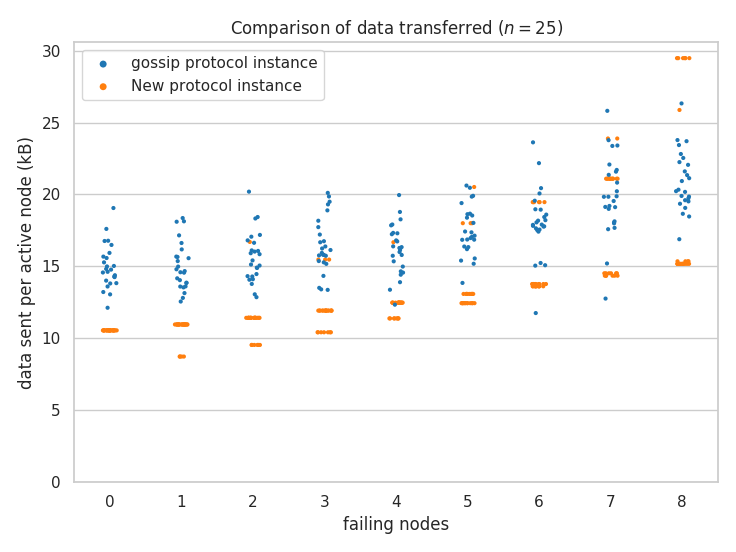 Comparison of data transferred (n = 25)
gossip protocol instance
New protocol instance
data sent per active node (kB)
30
25
20
15
10
5
0
0 1 2 3 4 5 6 7 8
failing nodes